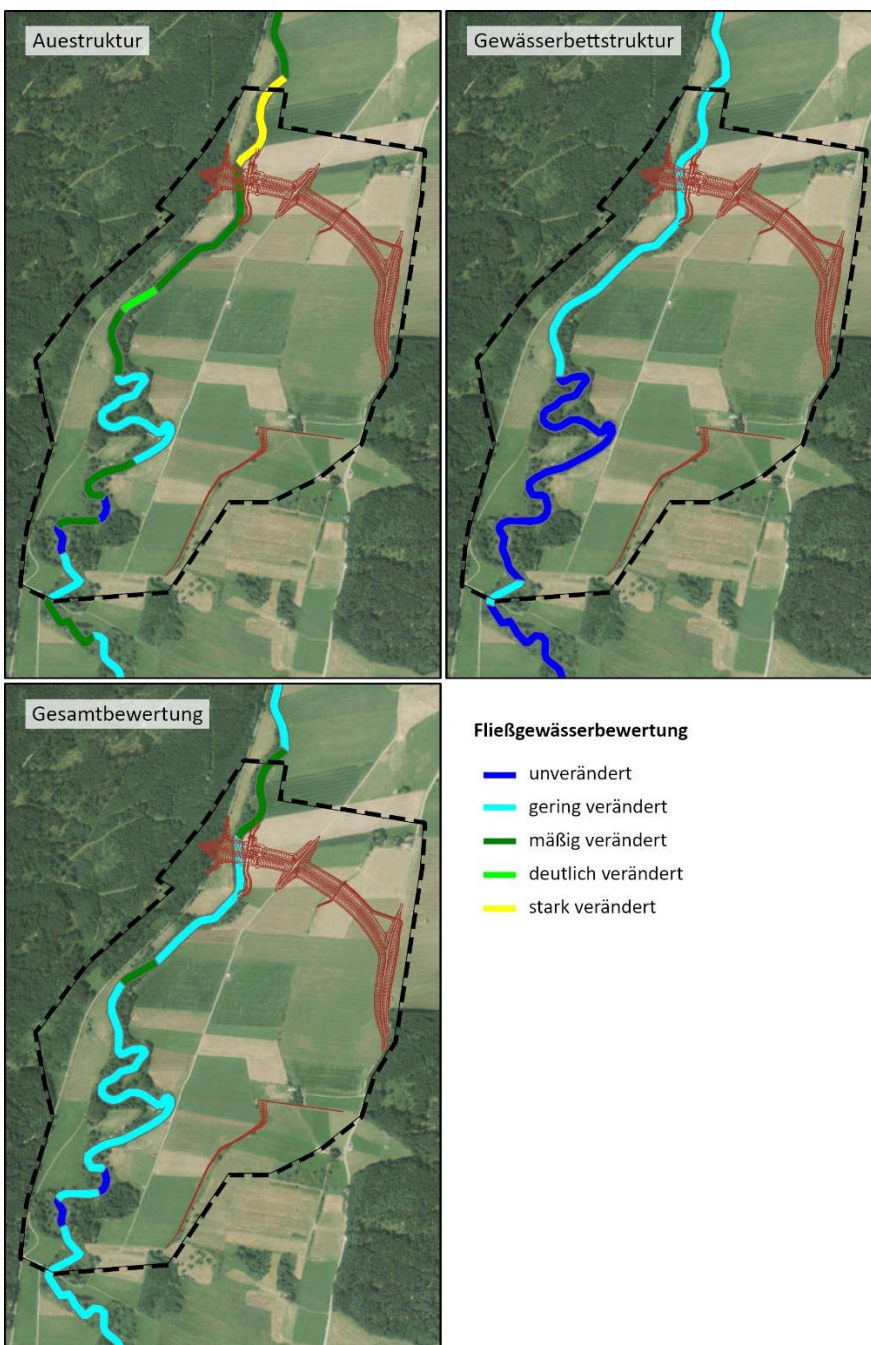 Auestruktur
Gewässerbettstruktur
Gesamtbewertung
Fließgewässerbewertung
unverändert
gering verändert
mäßig verändert
deutlich verändert
stark verändert